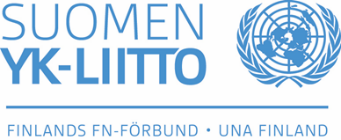 SUOMEN
YK-LIITTO
FINLANDS FN-FÖRBUND • UNA FINLAND